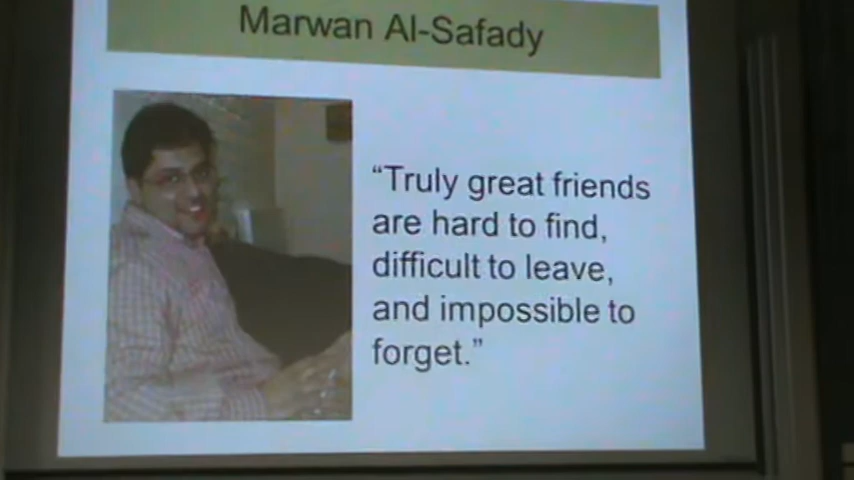 Marwan Al-Safady
“Truly great friends
are hard to find,
difficult to leave,
and impossible to
forget.”